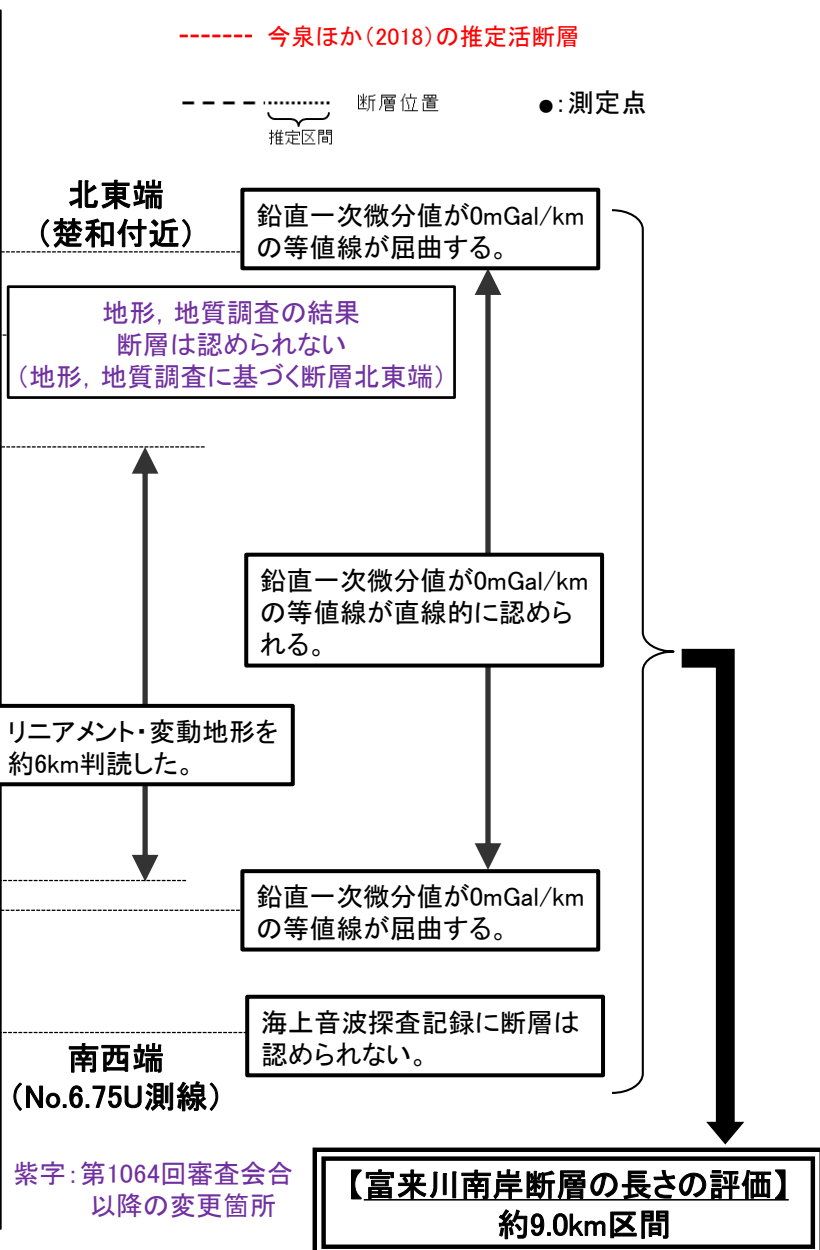 今泉ほか(2018)の推定活断層
断層位置
●:測定点
推定区間
北東端
(楚和付近)
鉛直一次微分値が0mGal/km
の等値線が屈曲する。
地形，地質調査の結果
断層は認められない
(地形，地質調査に基づく断層北東端)
鉛直一次微分値が0mGal/km
の等値線が直線的に認めら
れる。
リニアメント・変動地形を
約6km判読した。
鉛直一次微分値が0mGal/km
の等値線が屈曲する。
海上音波探査記録に断層は
認められない。
南西端
(No.6.75U測線)
紫字:第1064回審査会合
以降の変更箇所
【富来川南岸断層の長さの評価】
約9.0km区間